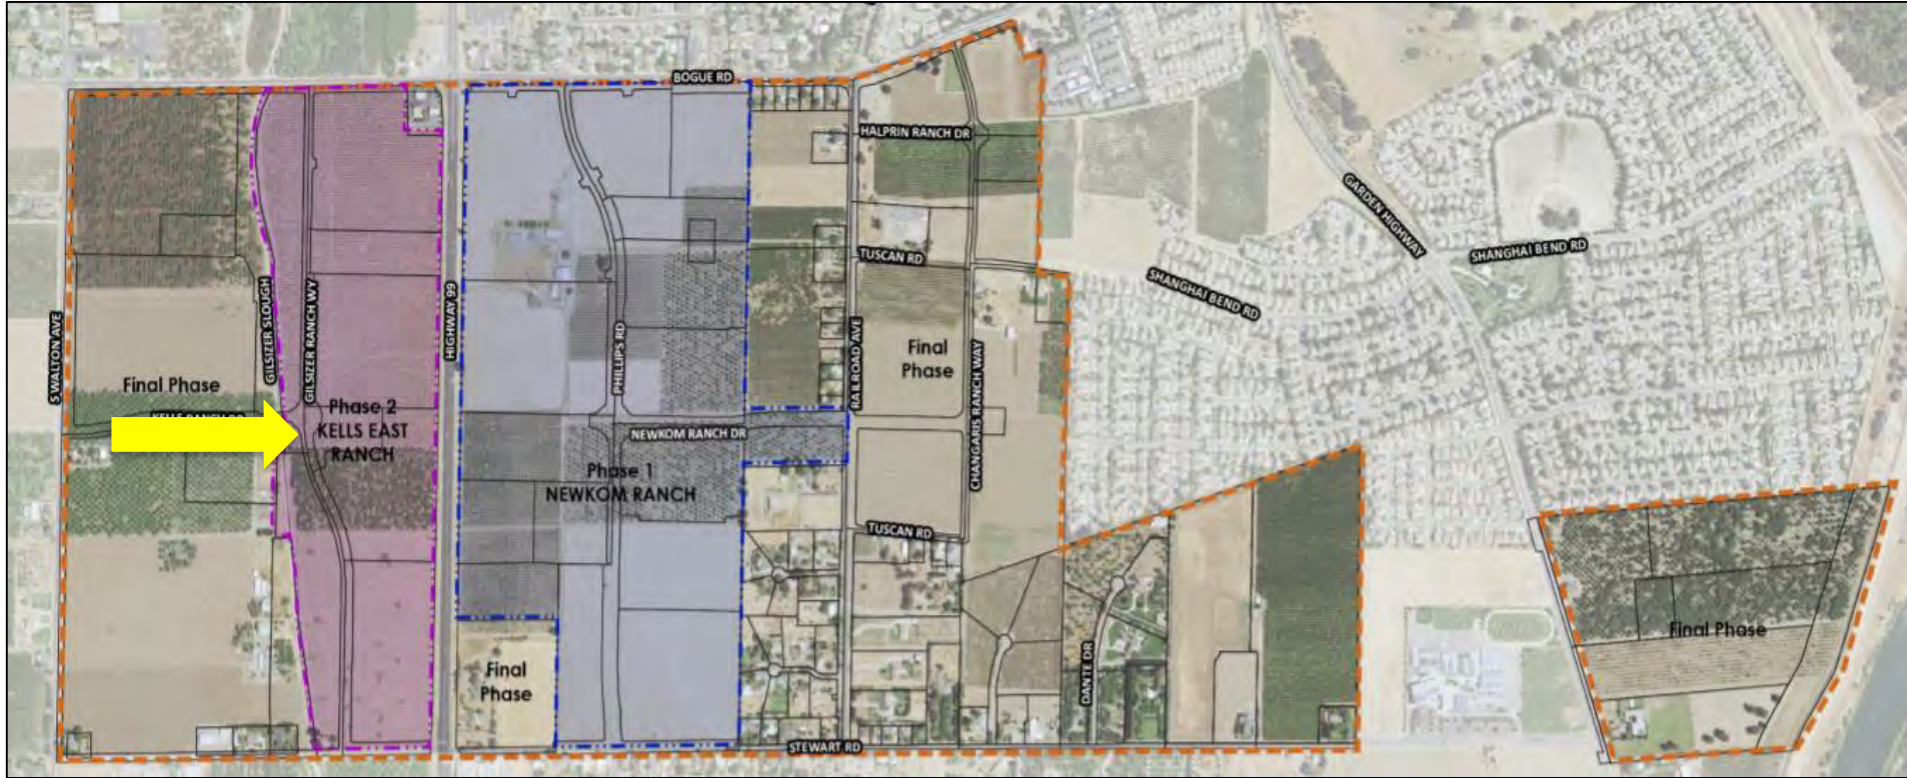 BOGUE RD
HALPRIN RANCH DR
GARDEN HIGHWAY
SHANGHAI BEND RD
TUSCAN RD
SHANGHAI BEND RD
S WALTON AVE
GILSIZER SLOUGH
GILSIZER RANCH WY
HIGHWAY 99
PHILLIPS RD
RAILROAD AVE
CHANGARIS RANCH WAY
Final
Phase
Final Phase
KELLS RANCH DR
Phase 2
KELLS EAST
RANCH
NEWKOM RANCH DR
Phase 1
NEWKOM RANCH
TUSCAN RD
Final
Phase
DANTE DR
Final Phase
STEWART RD